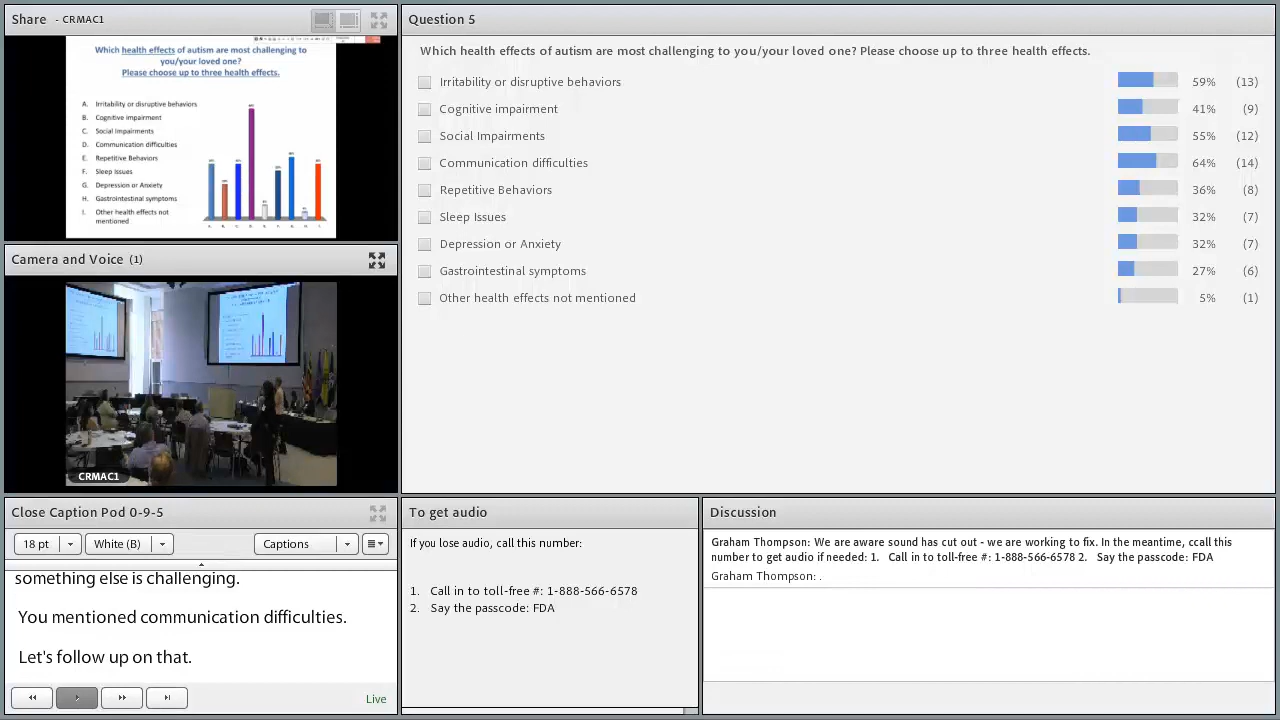 Share - CRMAC1
Which health effects of autism are most challenging to
you/your loved one?
Please choose up to three health effects.
A. Irritability or disruptive behaviors
B. Cognitive impairment
C. Social Impairments
D. Communication difficulties
E. Repetitive Behaviors
F. Sleep Issues
G. Depression or Anxiety
H. Gastrointestinal symptoms
I. Other health effects not
mentioned
Camera and Voice (1)
CRMAC1
Close Caption Pod 0-9-5
18 pt White (B) Captions
something else is challenging.
You mentioned communication difficulties.
Let's follow up on that.
Live
Question 5
Which health effects of autism are most challenging to you/your loved one? Please choose up to three health effects.
Irritability or disruptive behaviors 59% (13)
Cognitive impairment 41% (9)
Social Impairments 55% (12)
Communication difficulties 64% (14)
Repetitive Behaviors 36% (8)
Sleep Issues 32% (7)
Depression or Anxiety 32% (7)
Gastrointestinal symptoms 27% (6)
Other health effects not mentioned 5% (1)
To get audio
If you lose audio, call this number:
1. Call in to toll-free #: 1-888-566-6578
2. Say the passcode: FDA
Discussion
Graham Thompson: We are aware sound has cut out - we are working to fix. In the meantime, ccall this
number to get audio if needed: 1. Call in to toll-free #: 1-888-566-6578 2. Say the passcode: FDA
Graham Thompson: .